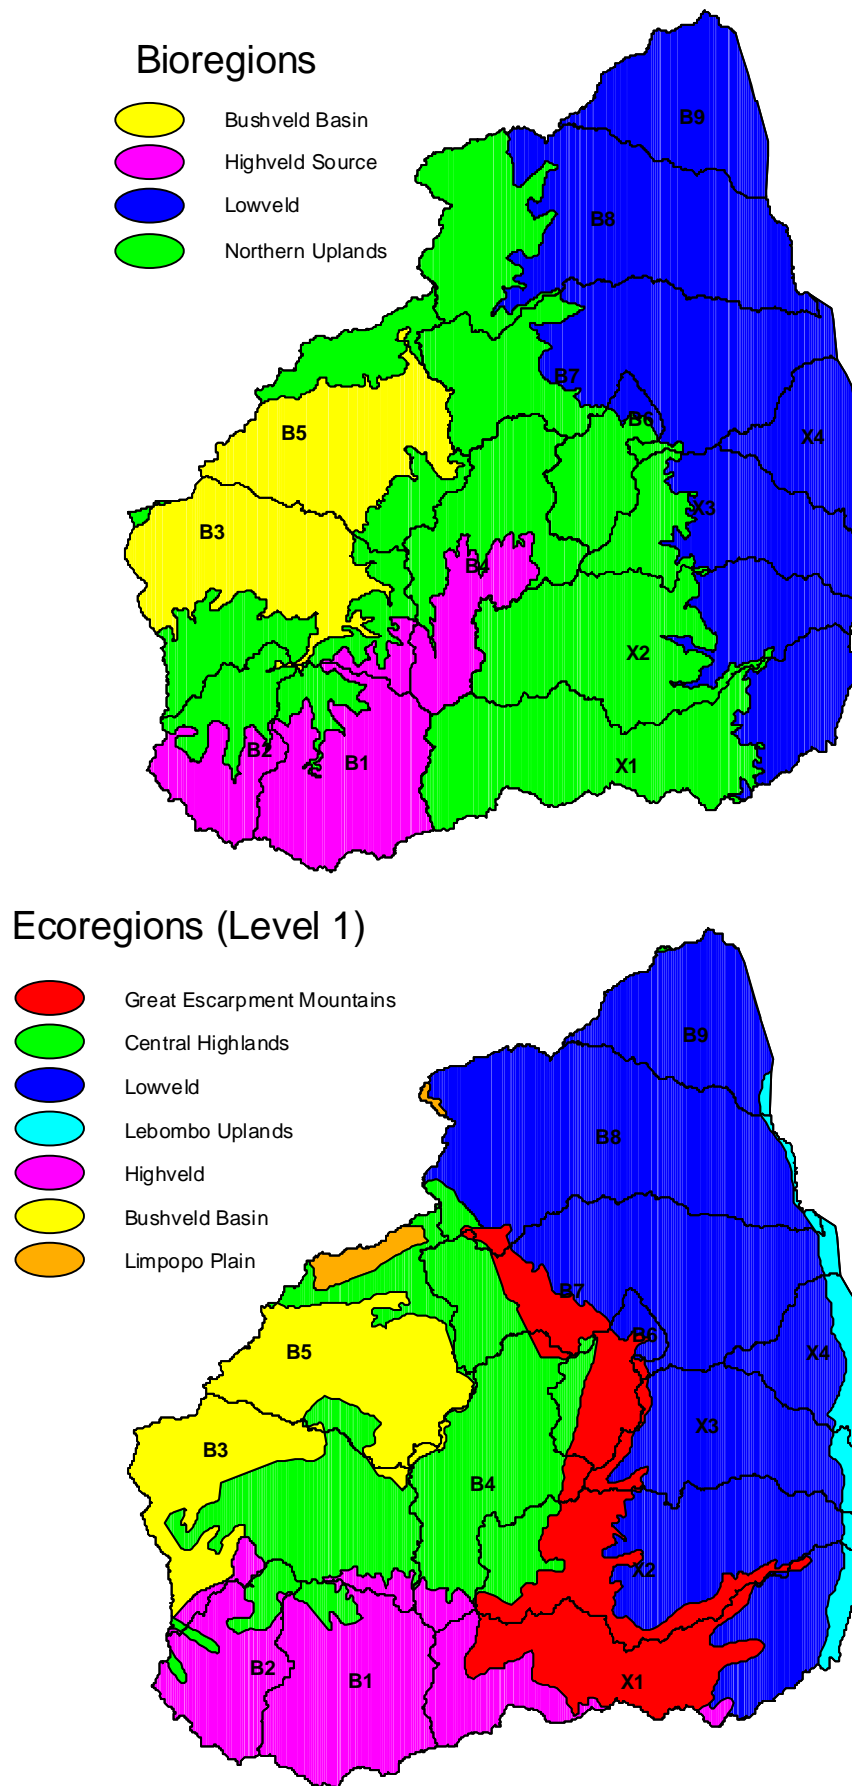 Bioregions
Bushveld Basin
Highveld Source
Lowveld
Northern Uplands
B9
B8
B7
B6
B5
X4
X3
B3
B4
X2
B2
B1
X1
Ecoregions (Level 1)
Great Escarpment Mountains
Central Highlands
Lowveld
Lebombo Uplands
Highveld
Bushveld Basin
Limpopo Plain
B9
B8
B7
B6
B5
X4
X3
B3
B4
X2
B2
B1
X1